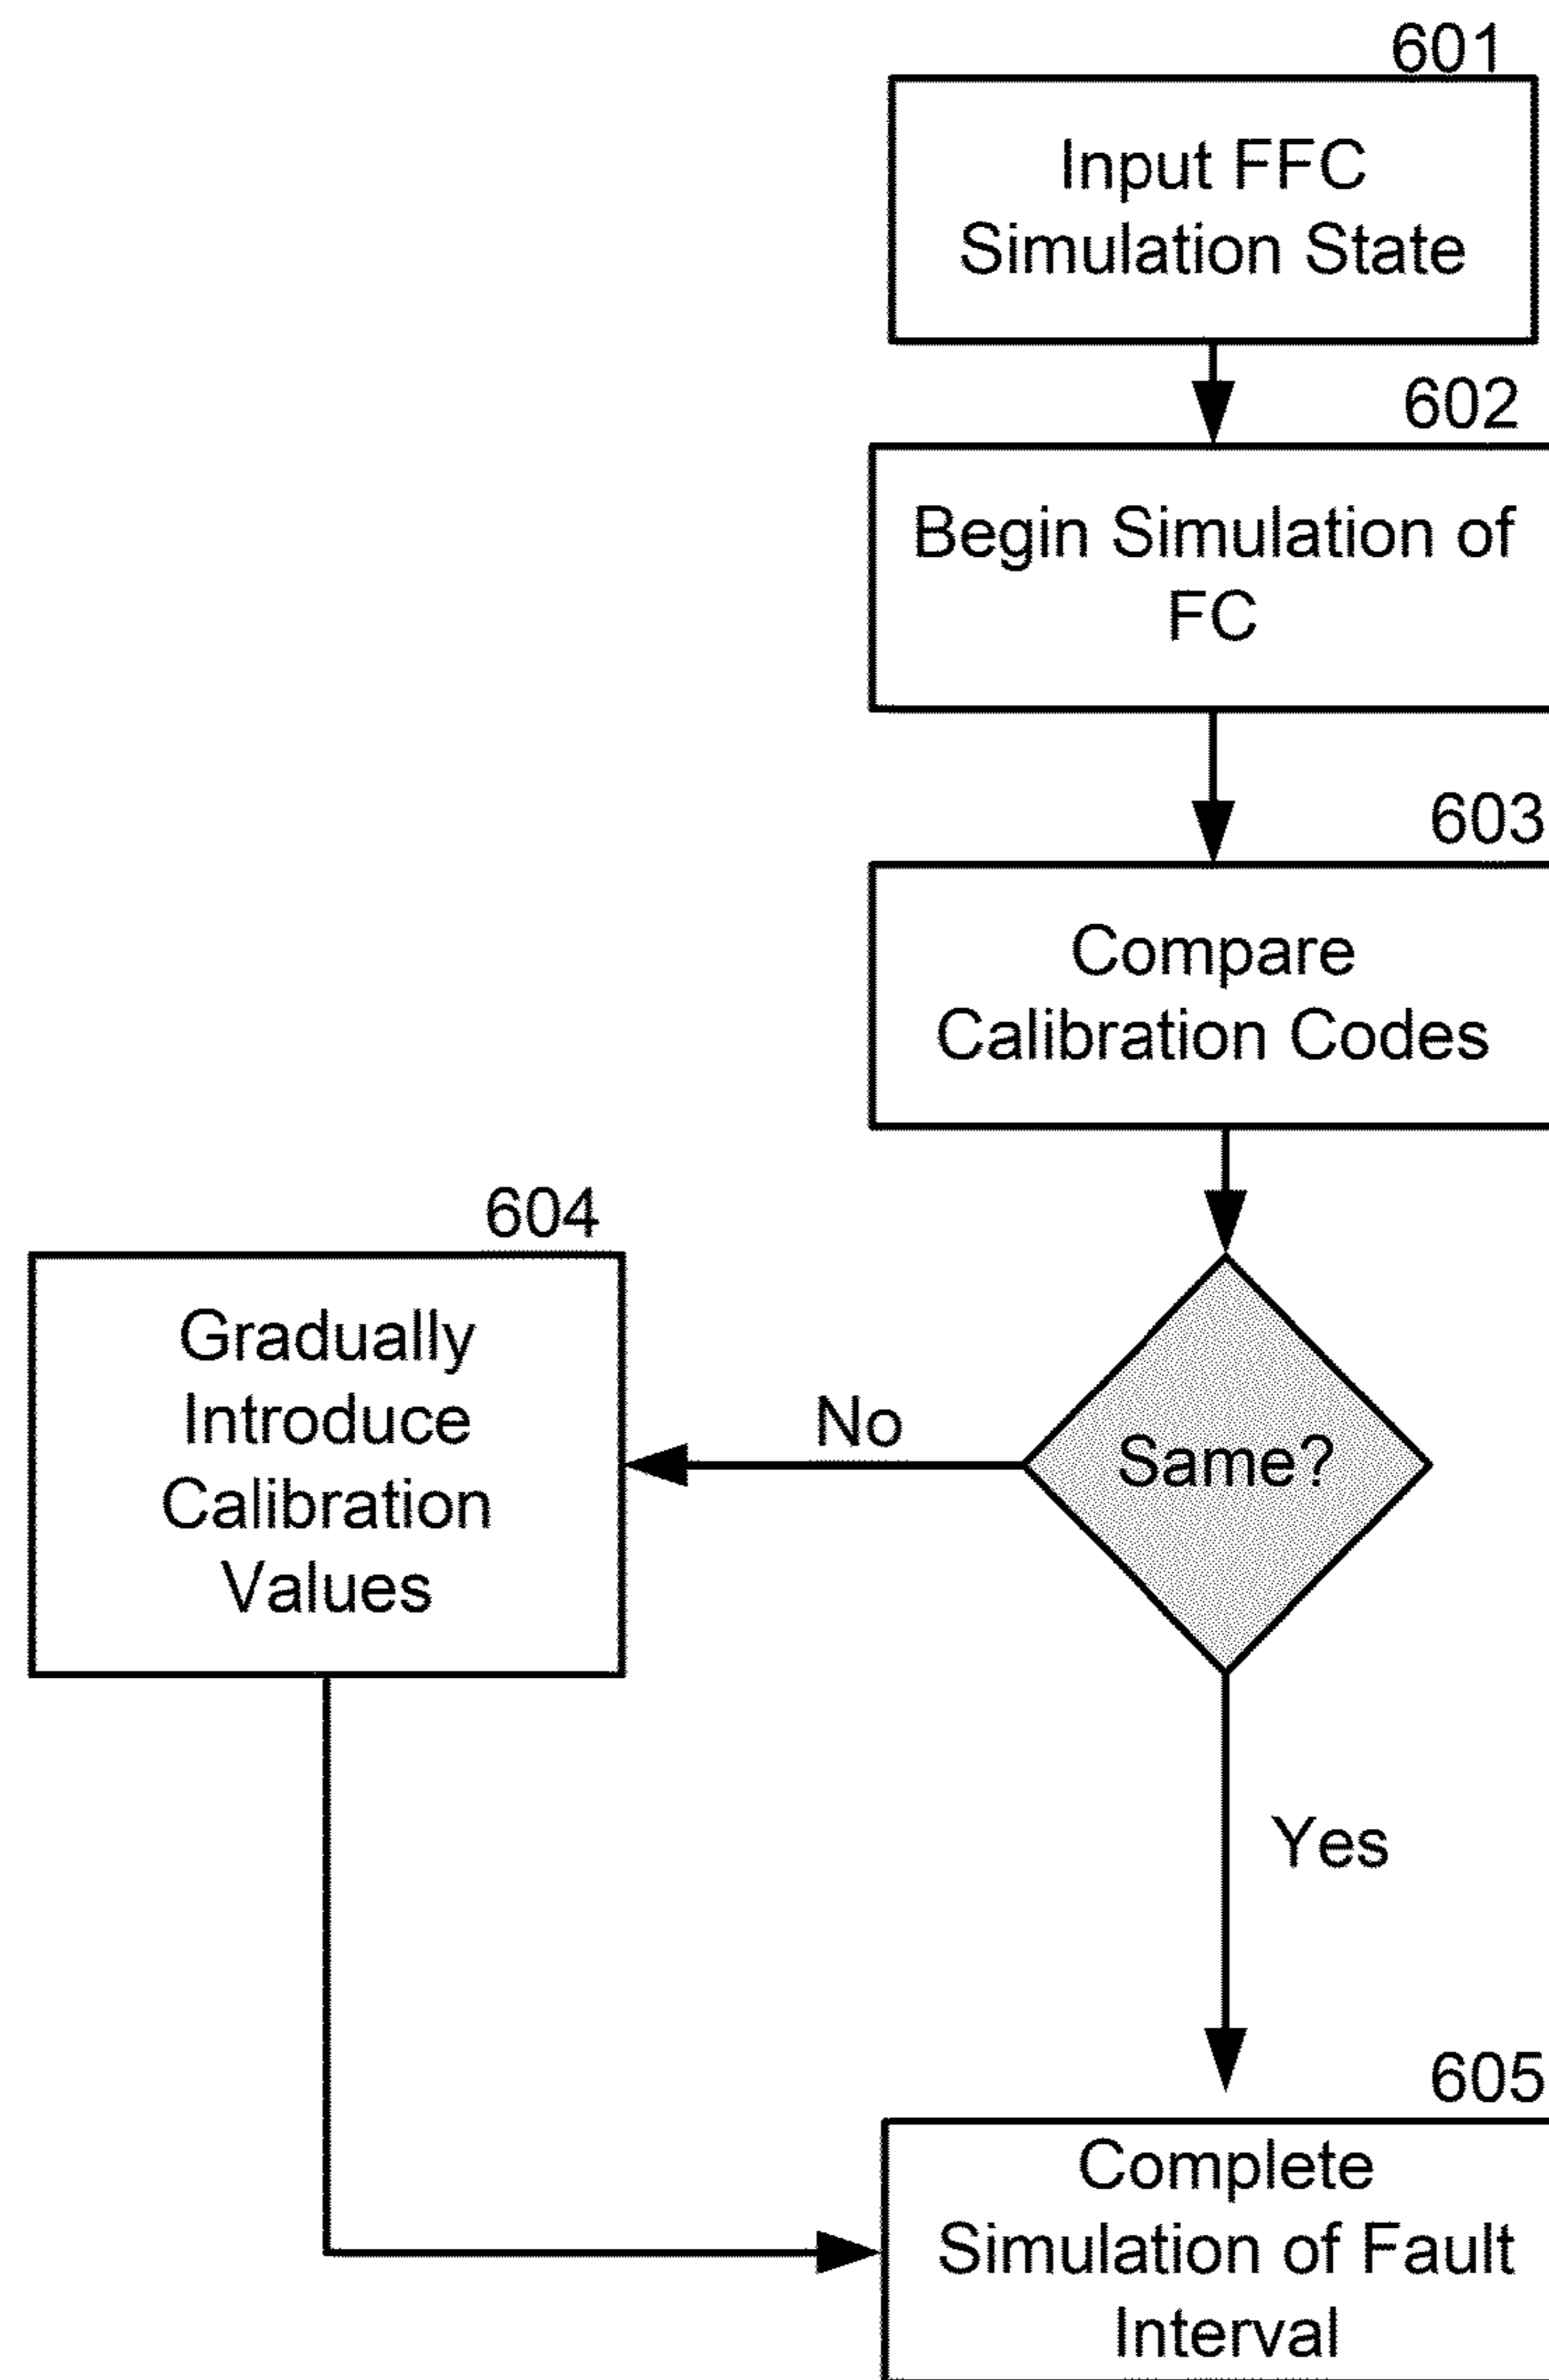 601
Input FFC
Simulation State
602
Begin Simulation of
FC
603
Compare
Calibration Codes
604
Gradually
Introduce
Calibration
Values
No
Same?
Yes
605
Complete
Simulation of Fault
Interval